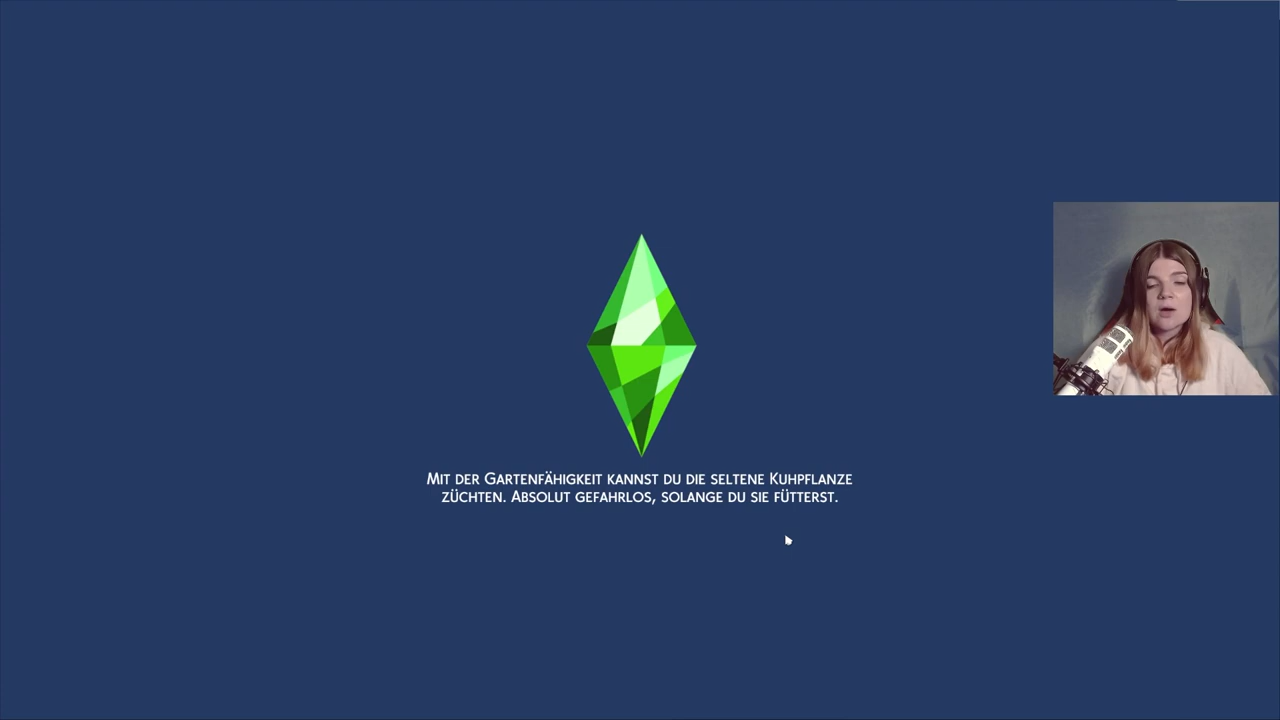 Mit der Gartenfähigkeit kannst du die seltene Kuhpflanze
züchten. Absolut gefahrlos, solange du sie fütterst.